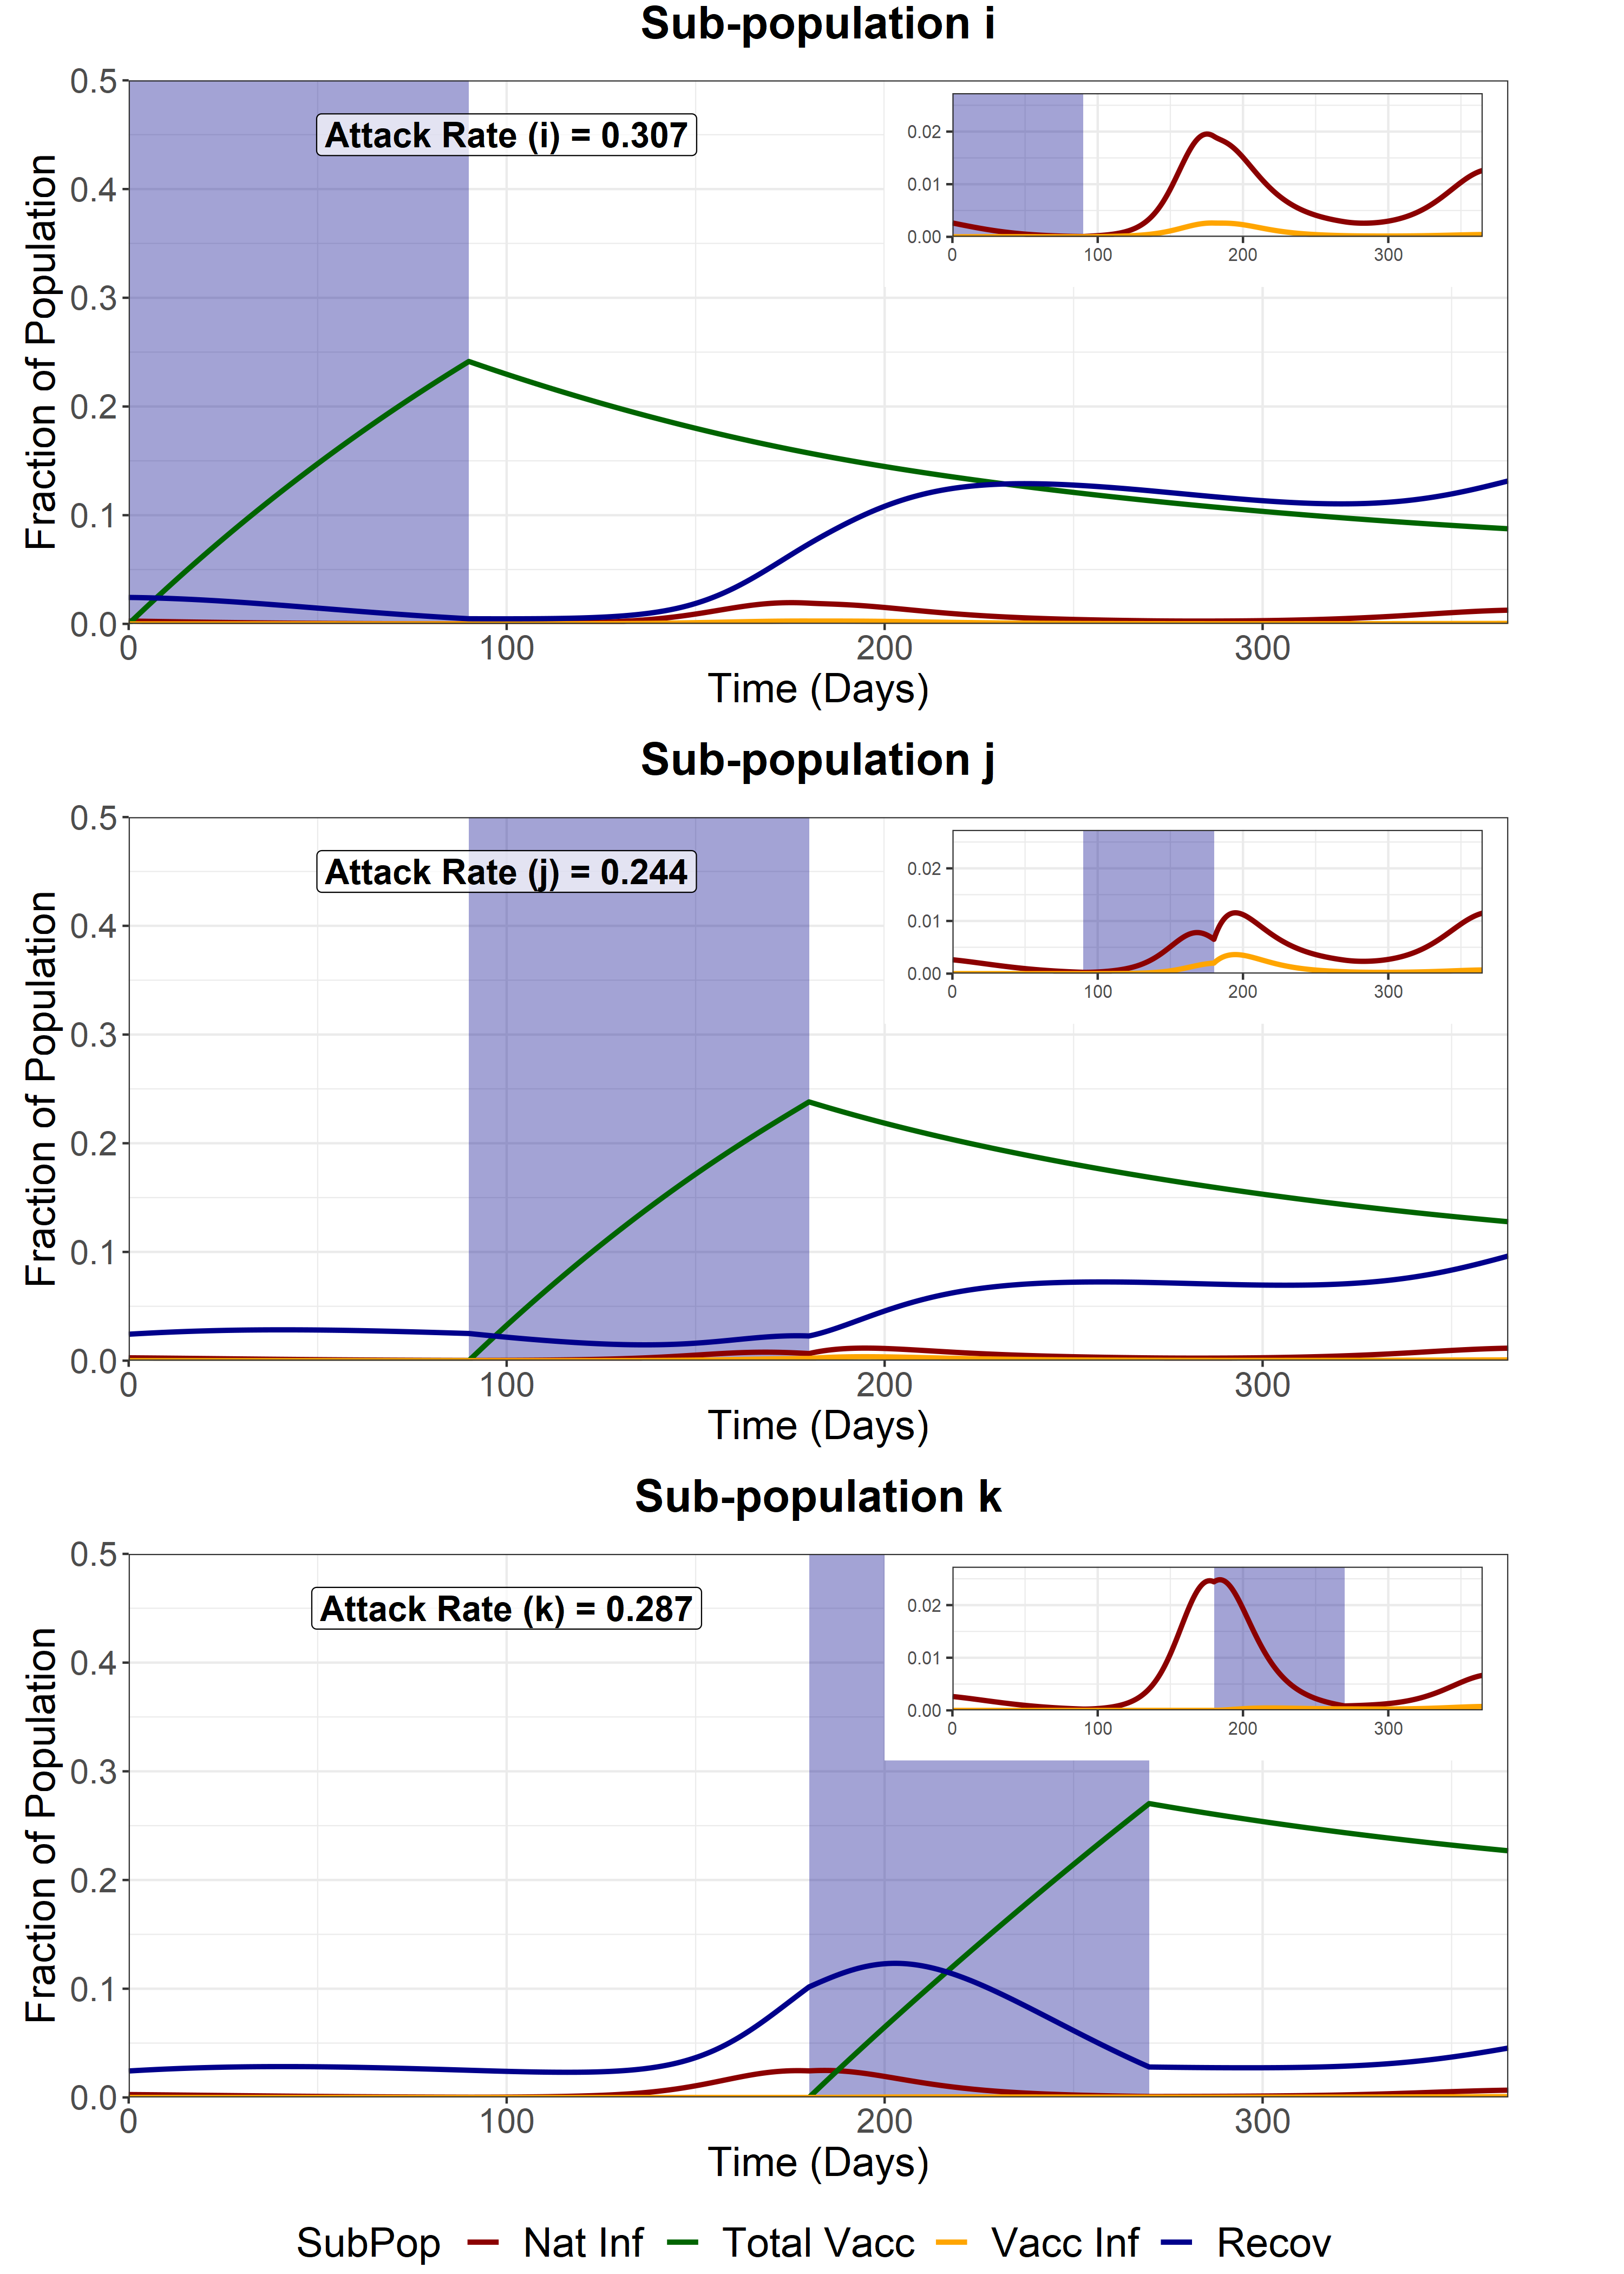 Sub-population i
Fraction of Population
0.5
0.4
0.3
0.2
0.1
0.0
Attack Rate (i) = 0.307
0.02
0.01
0.00
0 100 200 300
0 100 200 300
Time (Days)
Sub-population j
Fraction of Population
0.5
0.4
0.3
0.2
0.1
0.0
Attack Rate (j) = 0.244
0.02
0.01
0.00
0 100 200 300
0 100 200 300
Time (Days)
Sub-population k
Fraction of Population
0.5
0.4
0.3
0.2
0.1
0.0
Attack Rate (k) = 0.287
0.02
0.01
0.00
0 100 200 300
0 100 200 300
Time (Days)
SubPop Nat Inf Total Vacc Vacc Inf Recov